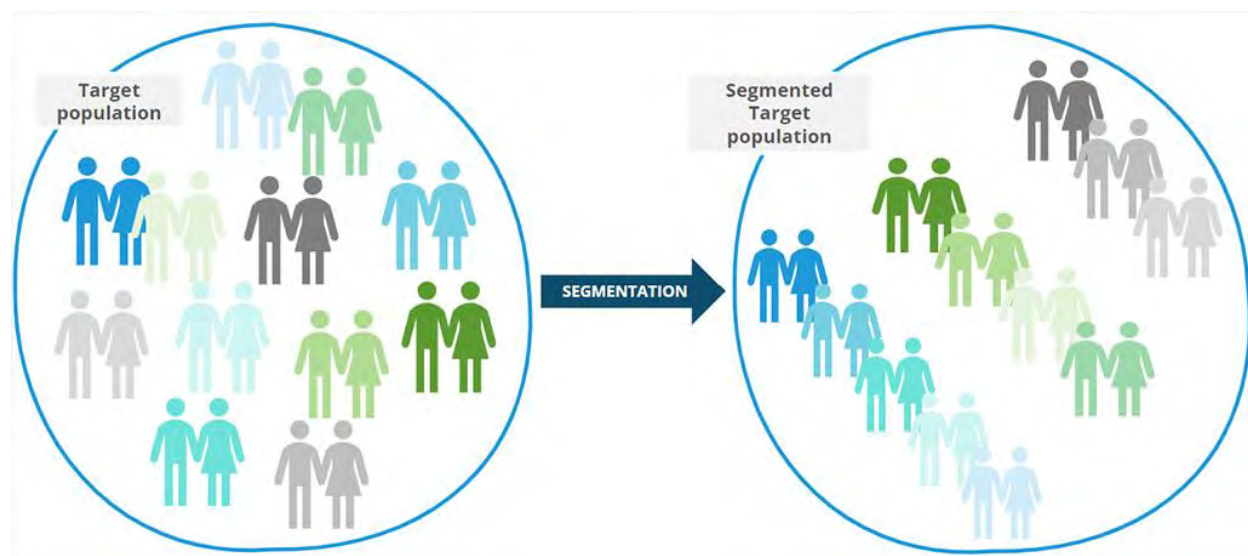 Target
population
SEGMENTATION
Segmented
Target
population